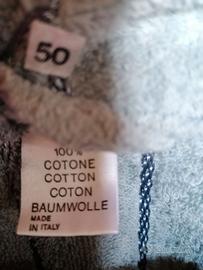 50
100%
COTONE
COTTON
COTON
BAUMWOLLE
MADE
IN ITALY